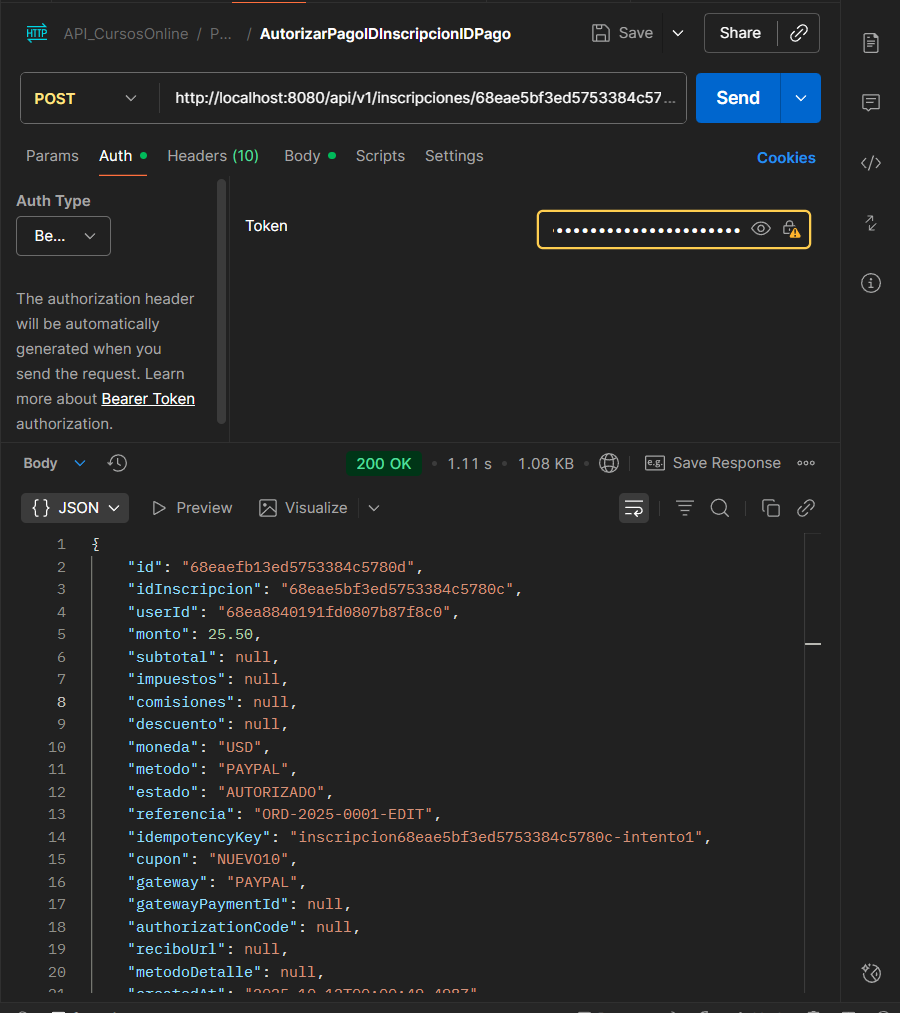 HTTP API_CursosOnline / P... / AutorizarPagoIDInscripcionIDPago Save Share
POST http://localhost:8080/api/v1/inscripciones/68eae5bf3ed5753384c57... Send
Params Auth Headers (10) Body Scripts Settings Cookies
Auth Type
Be...
Token
The authorization header
will be automatically
generated when you
send the request. Learn
more about Bearer Token
authorization.
Body 200 OK 1.11 s 1.08 KB e.g. Save Response
{} JSON Preview Visualize
1 {
2 "id": "68eaefb13ed5753384c5780d",
3 "idInscripcion": "68eae5bf3ed5753384c5780c",
4 "userId": "68ea8840191fd0807b87f8c0",
5 "monto": 25.50,
6 "subtotal": null,
7 "impuestos": null,
8 "comisiones": null,
9 "descuento": null,
10 "moneda": "USD",
11 "metodo": "PAYPAL",
12 "estado": "AUTORIZADO",
13 "referencia": "ORD-2025-0001-EDIT",
14 "idempotencyKey": "inscripcion68eae5bf3ed5753384c5780c-intento1",
15 "cupon": "NUEVO10",
16 "gateway": "PAYPAL",
17 "gatewayPaymentId": null,
18 "authorizationCode": null,
19 "reciboUrl": null,
20 "metodoDetalle": null,
21 "createdAt":